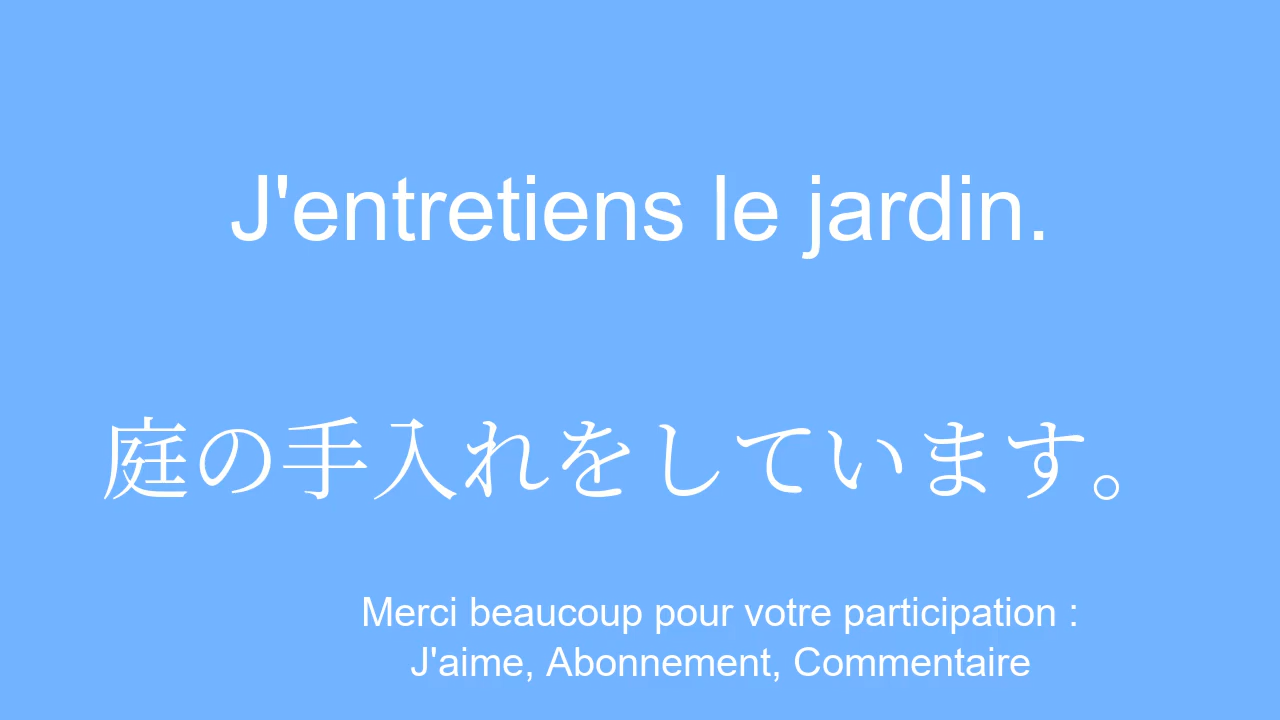 J'entretiens le jardin.
庭の手入れをしています。
Merci beaucoup pour votre participation :
J'aime, Abonnement, Commentaire